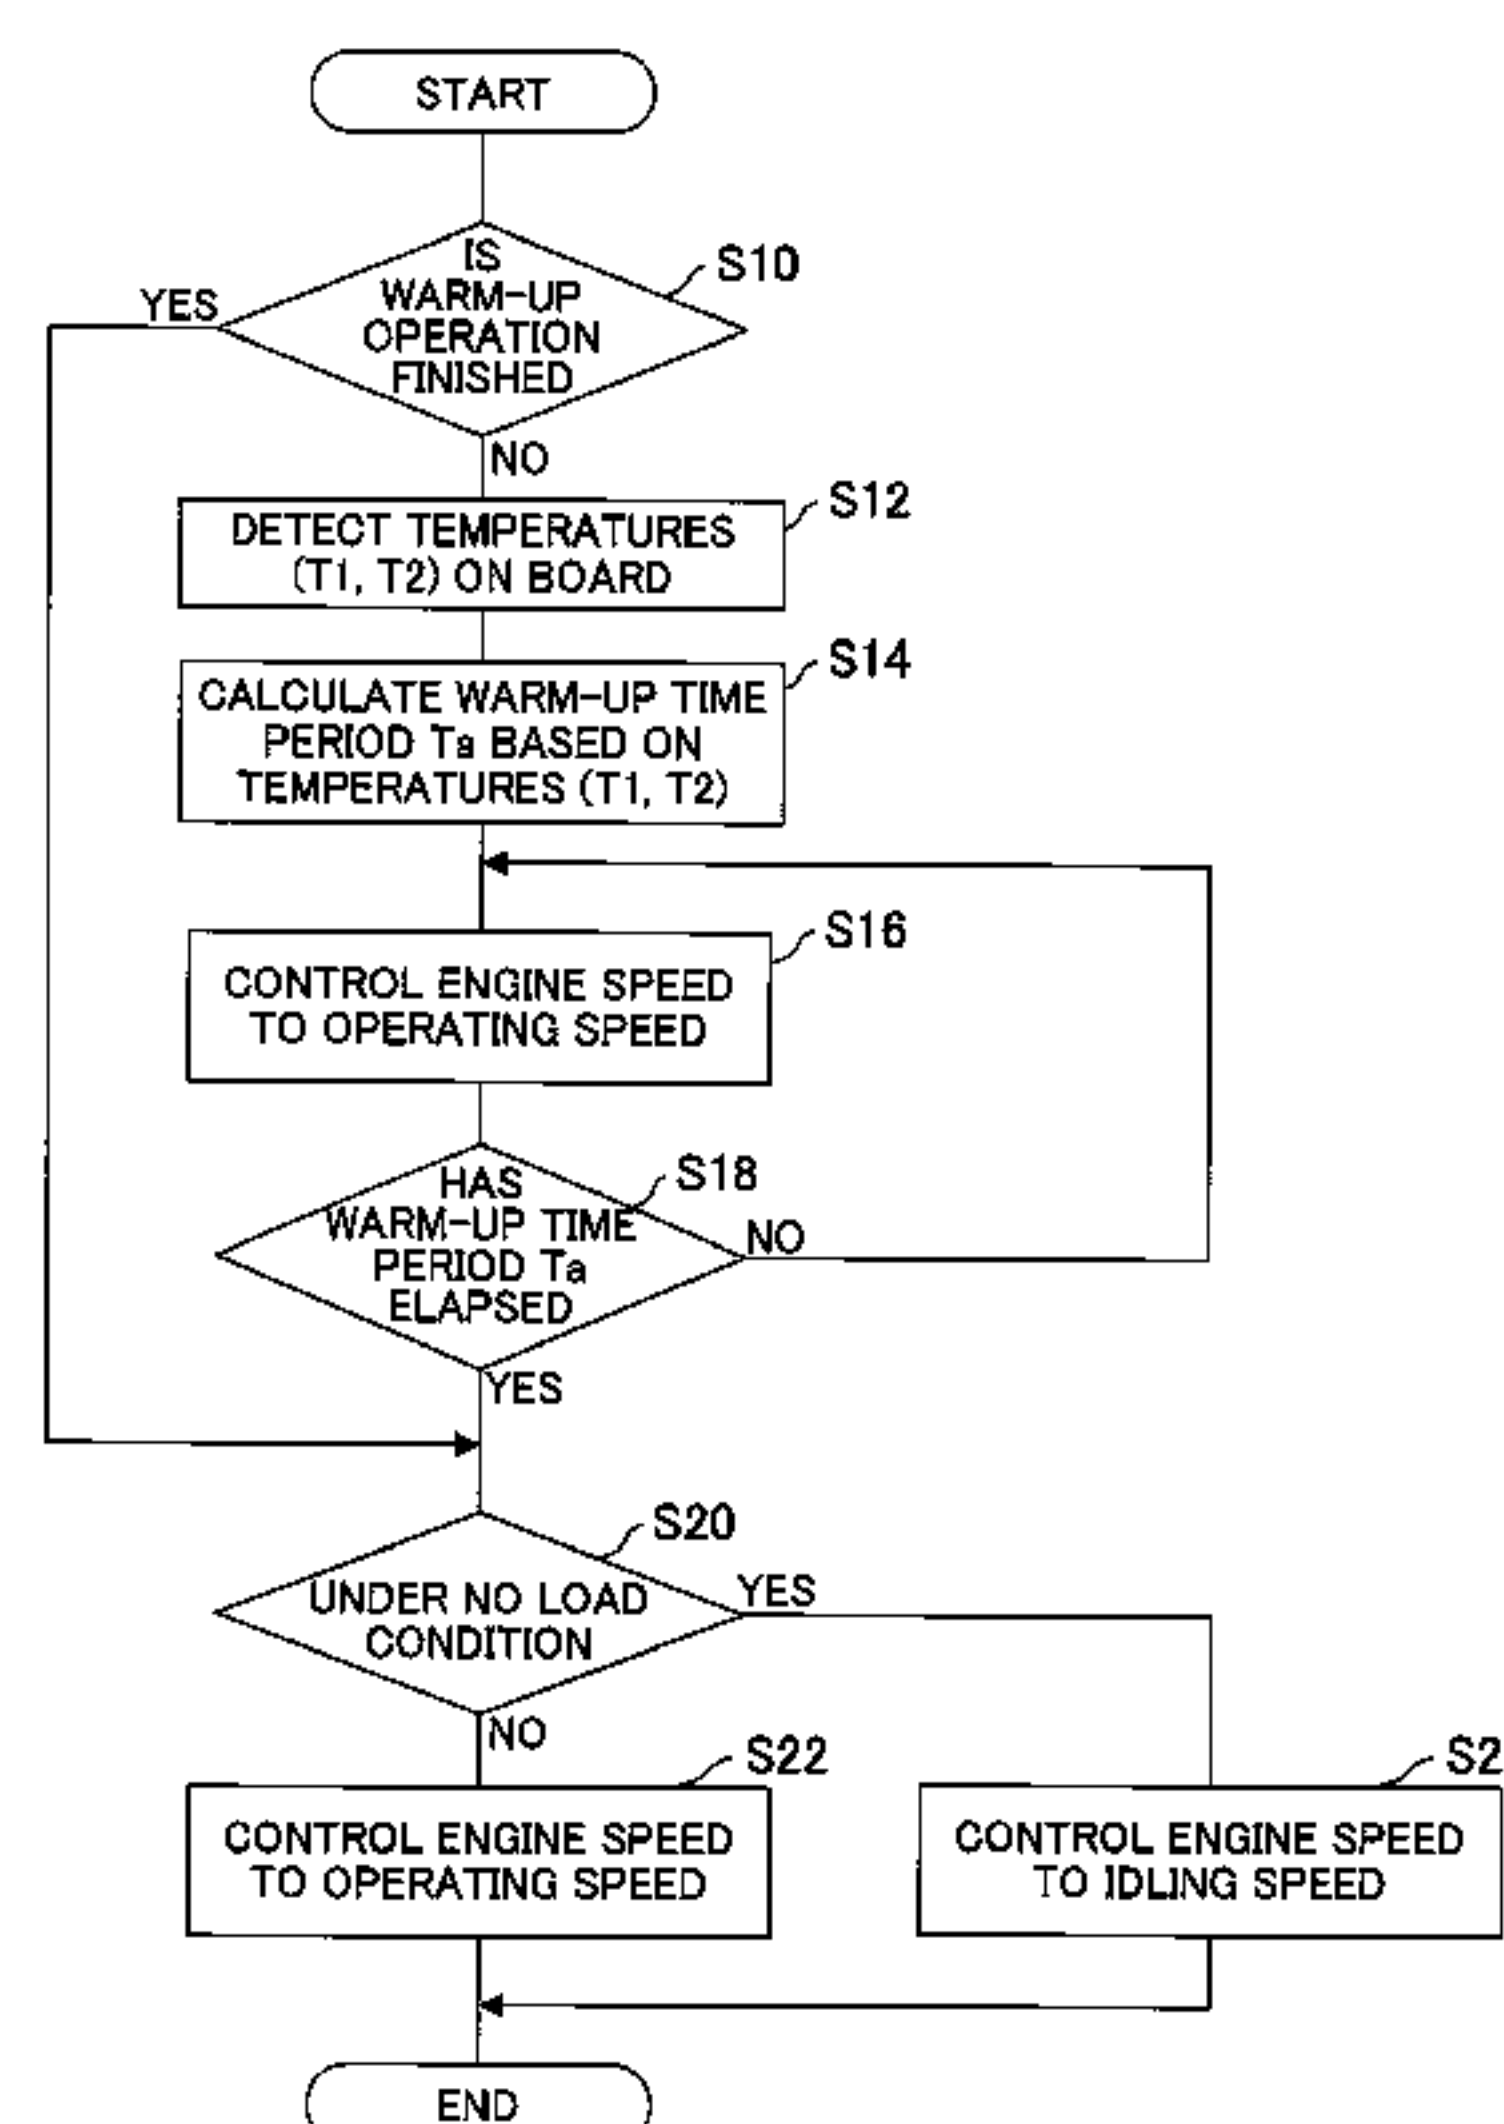 START
S10
IS
WARM-UP
OPERATION
FINISHED
YES
NO
S12
DETECT TEMPERATURES
(T1, T2) ON BOARD
S14
CALCULATE WARM-UP TIME
PERIOD Ta BASED ON
TEMPERATURES (T1, T2)
S16
CONTROL ENGINE SPEED
TO OPERATING SPEED
S18
HAS
WARM-UP TIME
PERIOD Ta
ELAPSED
NO
YES
S20
UNDER NO LOAD
CONDITION
YES
NO
S22
CONTROL ENGINE SPEED
TO OPERATING SPEED
S2
CONTROL ENGINE SPEED
TO IDLING SPEED
END